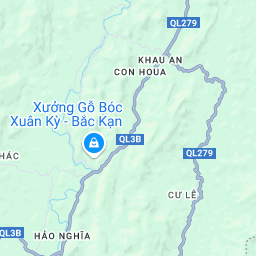 QL279
KHAU AN
CON HOUA
Xưởng Gỗ Bóc
Xuân Kỳ - Bắc Kạn
QL3B
HÁC
QL279
CƯ LÊ
QL3B
HẢO NGHĨA